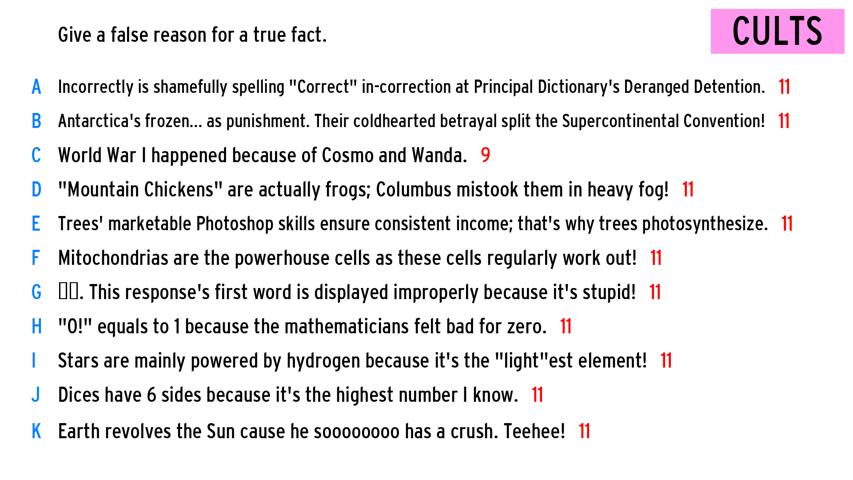 Give a false reason for a true fact.
CULTS
A Incorrectly is shamefully spelling "Correct" in-correction at Principal Dictionary's Deranged Detention. 11
B Antarctica's frozen... as punishment. Their coldhearted betrayal split the Supercontinental Convention! 11
C World War I happened because of Cosmo and Wanda. 9
D "Mountain Chickens" are actually frogs; Columbus mistook them in heavy fog! 11
E Trees' marketable Photoshop skills ensure consistent income; that's why trees photosynthesize. 11
F Mitochondrias are the powerhouse cells as these cells regularly work out! 11
G ▯▯. This response's first word is displayed improperly because it's stupid! 11
H "0!" equals to 1 because the mathematicians felt bad for zero. 11
I Stars are mainly powered by hydrogen because it's the "light"est element! 11
J Dices have 6 sides because it's the highest number I know. 11
K Earth revolves the Sun cause he soooooooo has a crush. Teehee! 11